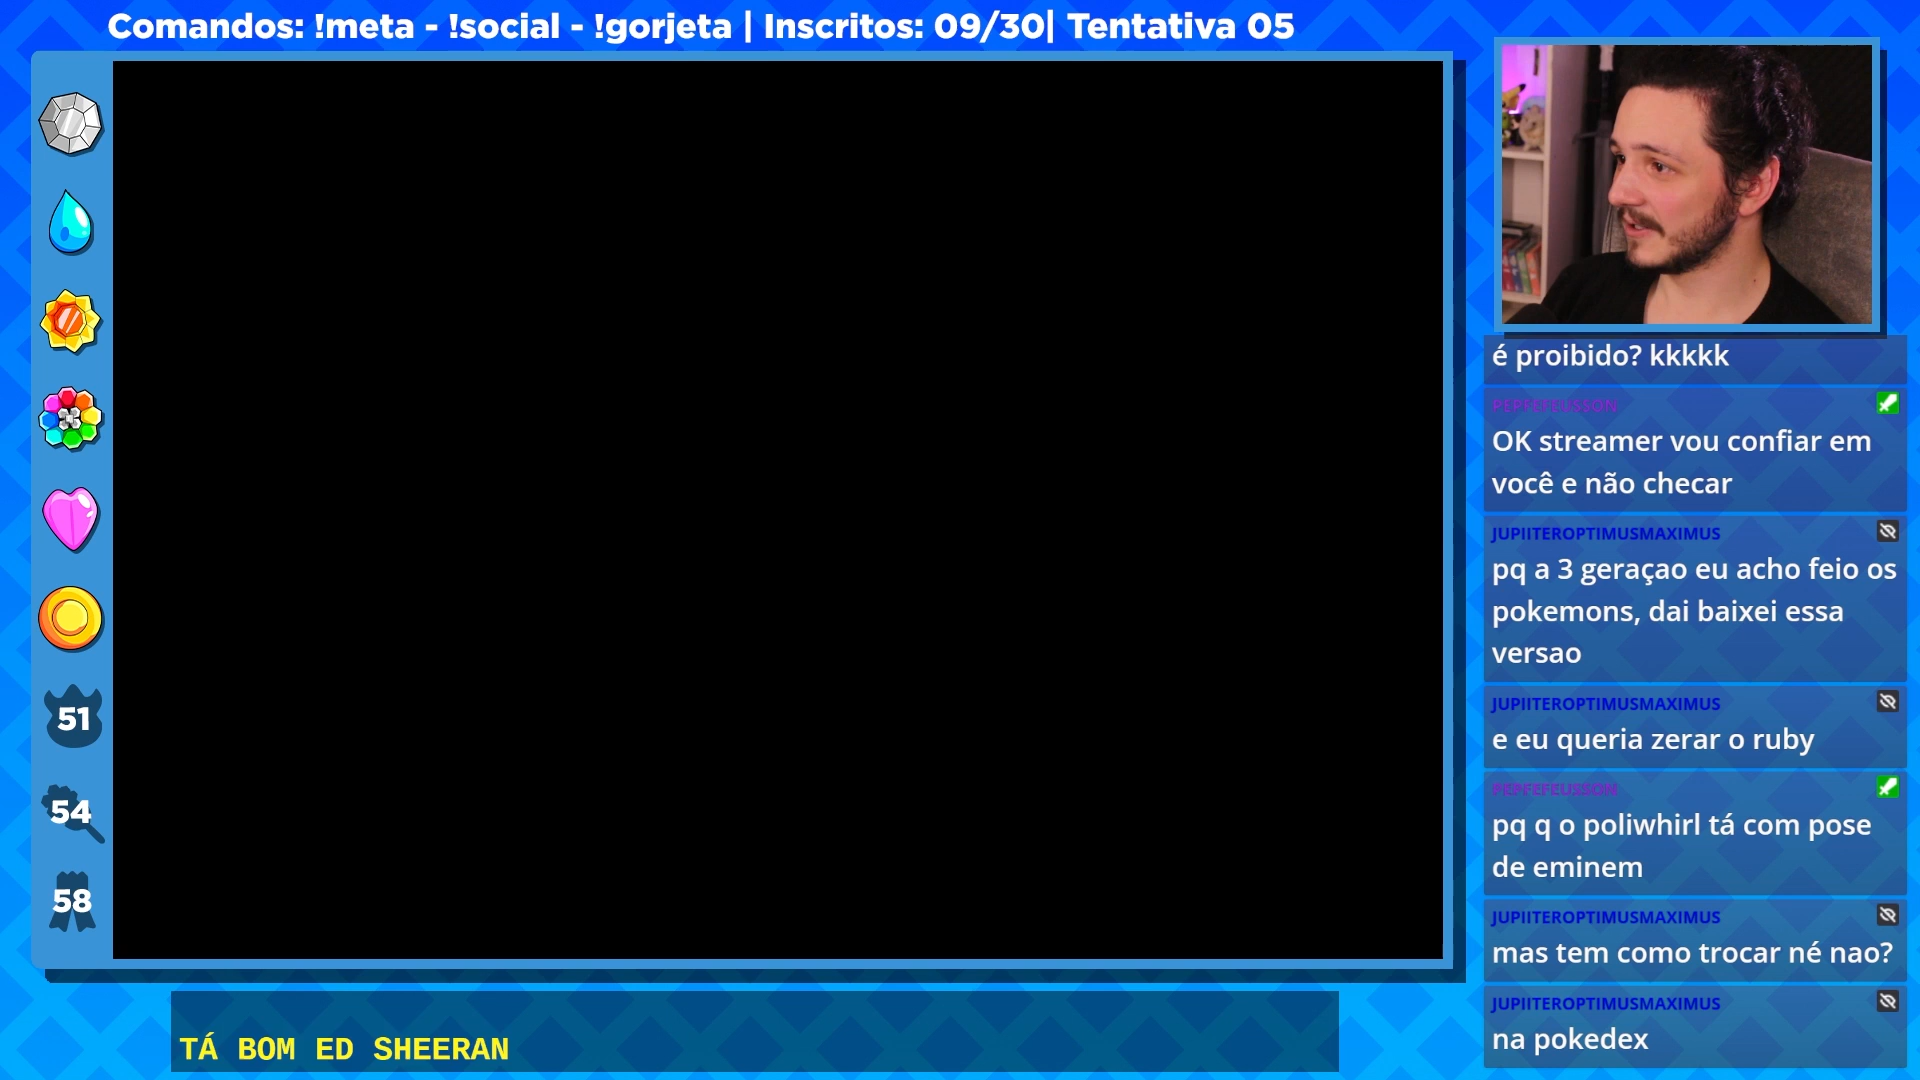 Comandos: !meta - !social - !gorjeta | Inscritos: 09/30| Tentativa 05
51
54
58
é proibido? kkkkk
PEPFEFEUSSON
OK streamer vou confiar em
você e não checar
JUPIITEROPTIMUSMAXIMUS
pq a 3 geraçao eu acho feio os
pokemons, dai baixei essa
versao
JUPIITEROPTIMUSMAXIMUS
e eu queria zerar o ruby
PEPFEFEUSSON
pq q o poliwhirl tá com pose
de eminem
JUPIITEROPTIMUSMAXIMUS
mas tem como trocar né nao?
JUPIITEROPTIMUSMAXIMUS
na pokedex
TÁ BOM ED SHEERAN